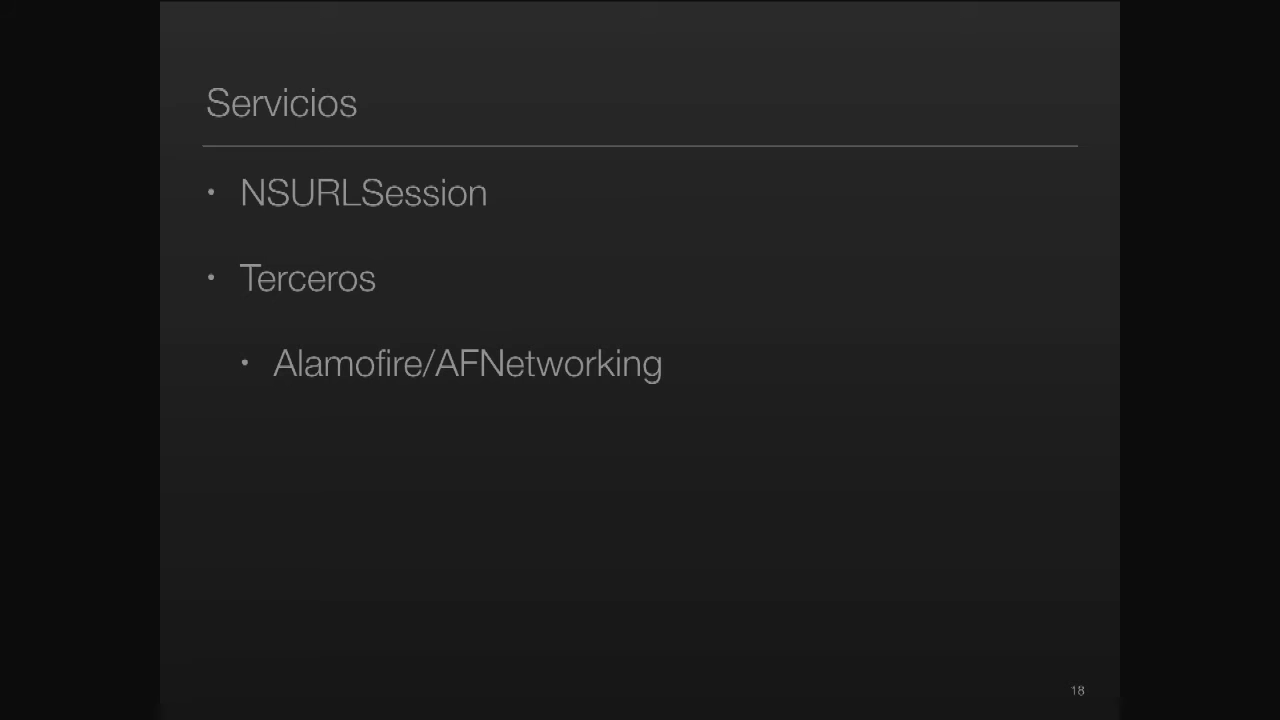 Servicios
• NSURLSession
• Terceros
• Alamofire/AFNetworking
18